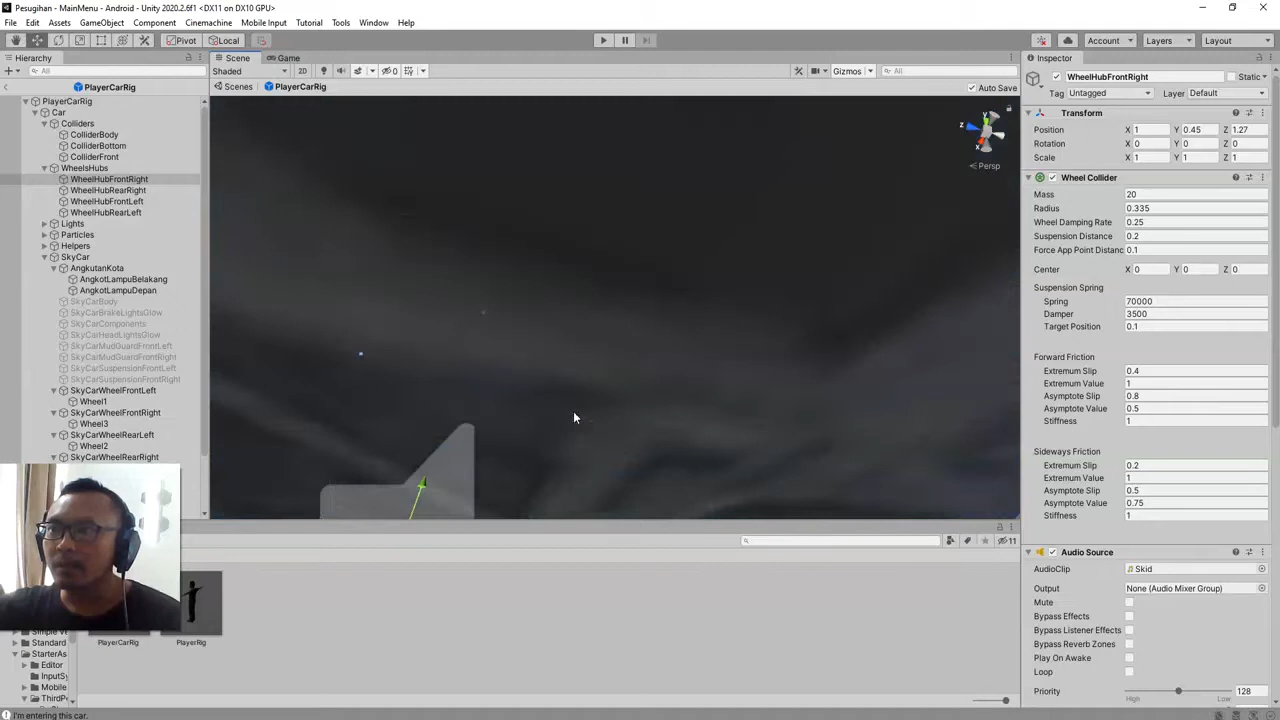 Pesugihan - MainMenu - Android - Unity 2020.2.6f1 <DX11 on DX10 GPU>
File Edit Assets GameObject Component Cinemachine Mobile Input Tutorial Tools Window Help
Pivot Local Account Layers Layout
Hierarchy
All
PlayerCarRig
PlayerCarRig
Car
Colliders
ColliderBody
ColliderBottom
ColliderFront
WheelsHubs
WheelHubFrontRight
WheelHubRearRight
WheelHubFrontLeft
WheelHubRearLeft
Lights
Particles
Helpers
SkyCar
AngkutanKota
AngkotLampuBelakang
AngkotLampuDepan
SkyCarBody
SkyCarBrakeLightsGlow
SkyCarComponents
SkyCarHeadLightsGlow
SkyCarMudGuardFrontLeft
SkyCarMudGuardFrontRight
SkyCarSuspensionFrontLeft
SkyCarSuspensionFrontRight
SkyCarWheelFrontLeft
Wheel1
SkyCarWheelFrontRight
Wheel3
SkyCarWheelRearLeft
Wheel2
SkyCarWheelRearRight
Scene Game
Shaded 2D 0 Gizmos All
Scenes PlayerCarRig Auto Save
y
z
x
Persp
11
PlayerCarRig PlayerRig
Standard
StarterAs
Editor
InputSy
Mobile
ThirdP
I'm entering this car.
Inspector
WheelHubFrontRight Static
Tag Untagged Layer Default
Transform
Position X 1 Y 0.45 Z 1.27
Rotation X 0 Y 0 Z 0
Scale X 1 Y 1 Z 1
Wheel Collider
Mass 20
Radius 0.335
Wheel Damping Rate 0.25
Suspension Distance 0.2
Force App Point Distanc 0.1
Center X 0 Y 0 Z 0
Suspension Spring
Spring 70000
Damper 3500
Target Position 0.1
Forward Friction
Extremum Slip 0.4
Extremum Value 1
Asymptote Slip 0.8
Asymptote Value 0.5
Stiffness 1
Sideways Friction
Extremum Slip 0.2
Extremum Value 1
Asymptote Slip 0.5
Asymptote Value 0.75
Stiffness 1
Audio Source
AudioClip Skid
Output None (Audio Mixer Group)
Mute
Bypass Effects
Bypass Listener Effects
Bypass Reverb Zones
Play On Awake
Loop
Priority 128
High Low